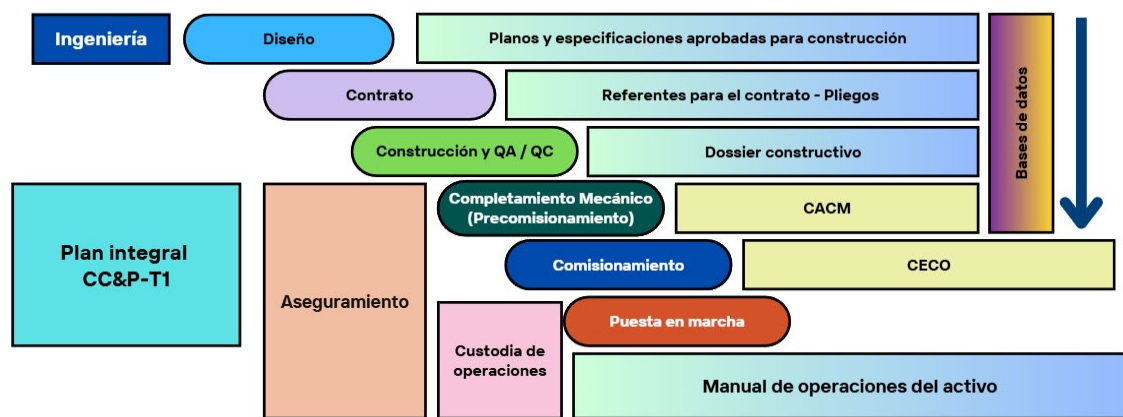 Ingeniería
Diseño
Planos y especificaciones aprobadas para construcción
Contrato
Referentes para el contrato - Pliegos
Bases de datos
Construcción y QA / QC
Dossier constructivo
Completamiento Mecánico
(Precomisionamiento)
CACM
Plan integral
CC&P-T1
Aseguramiento
Comisionamiento
CECO
Puesta en marcha
Custodia de
operaciones
Manual de operaciones del activo